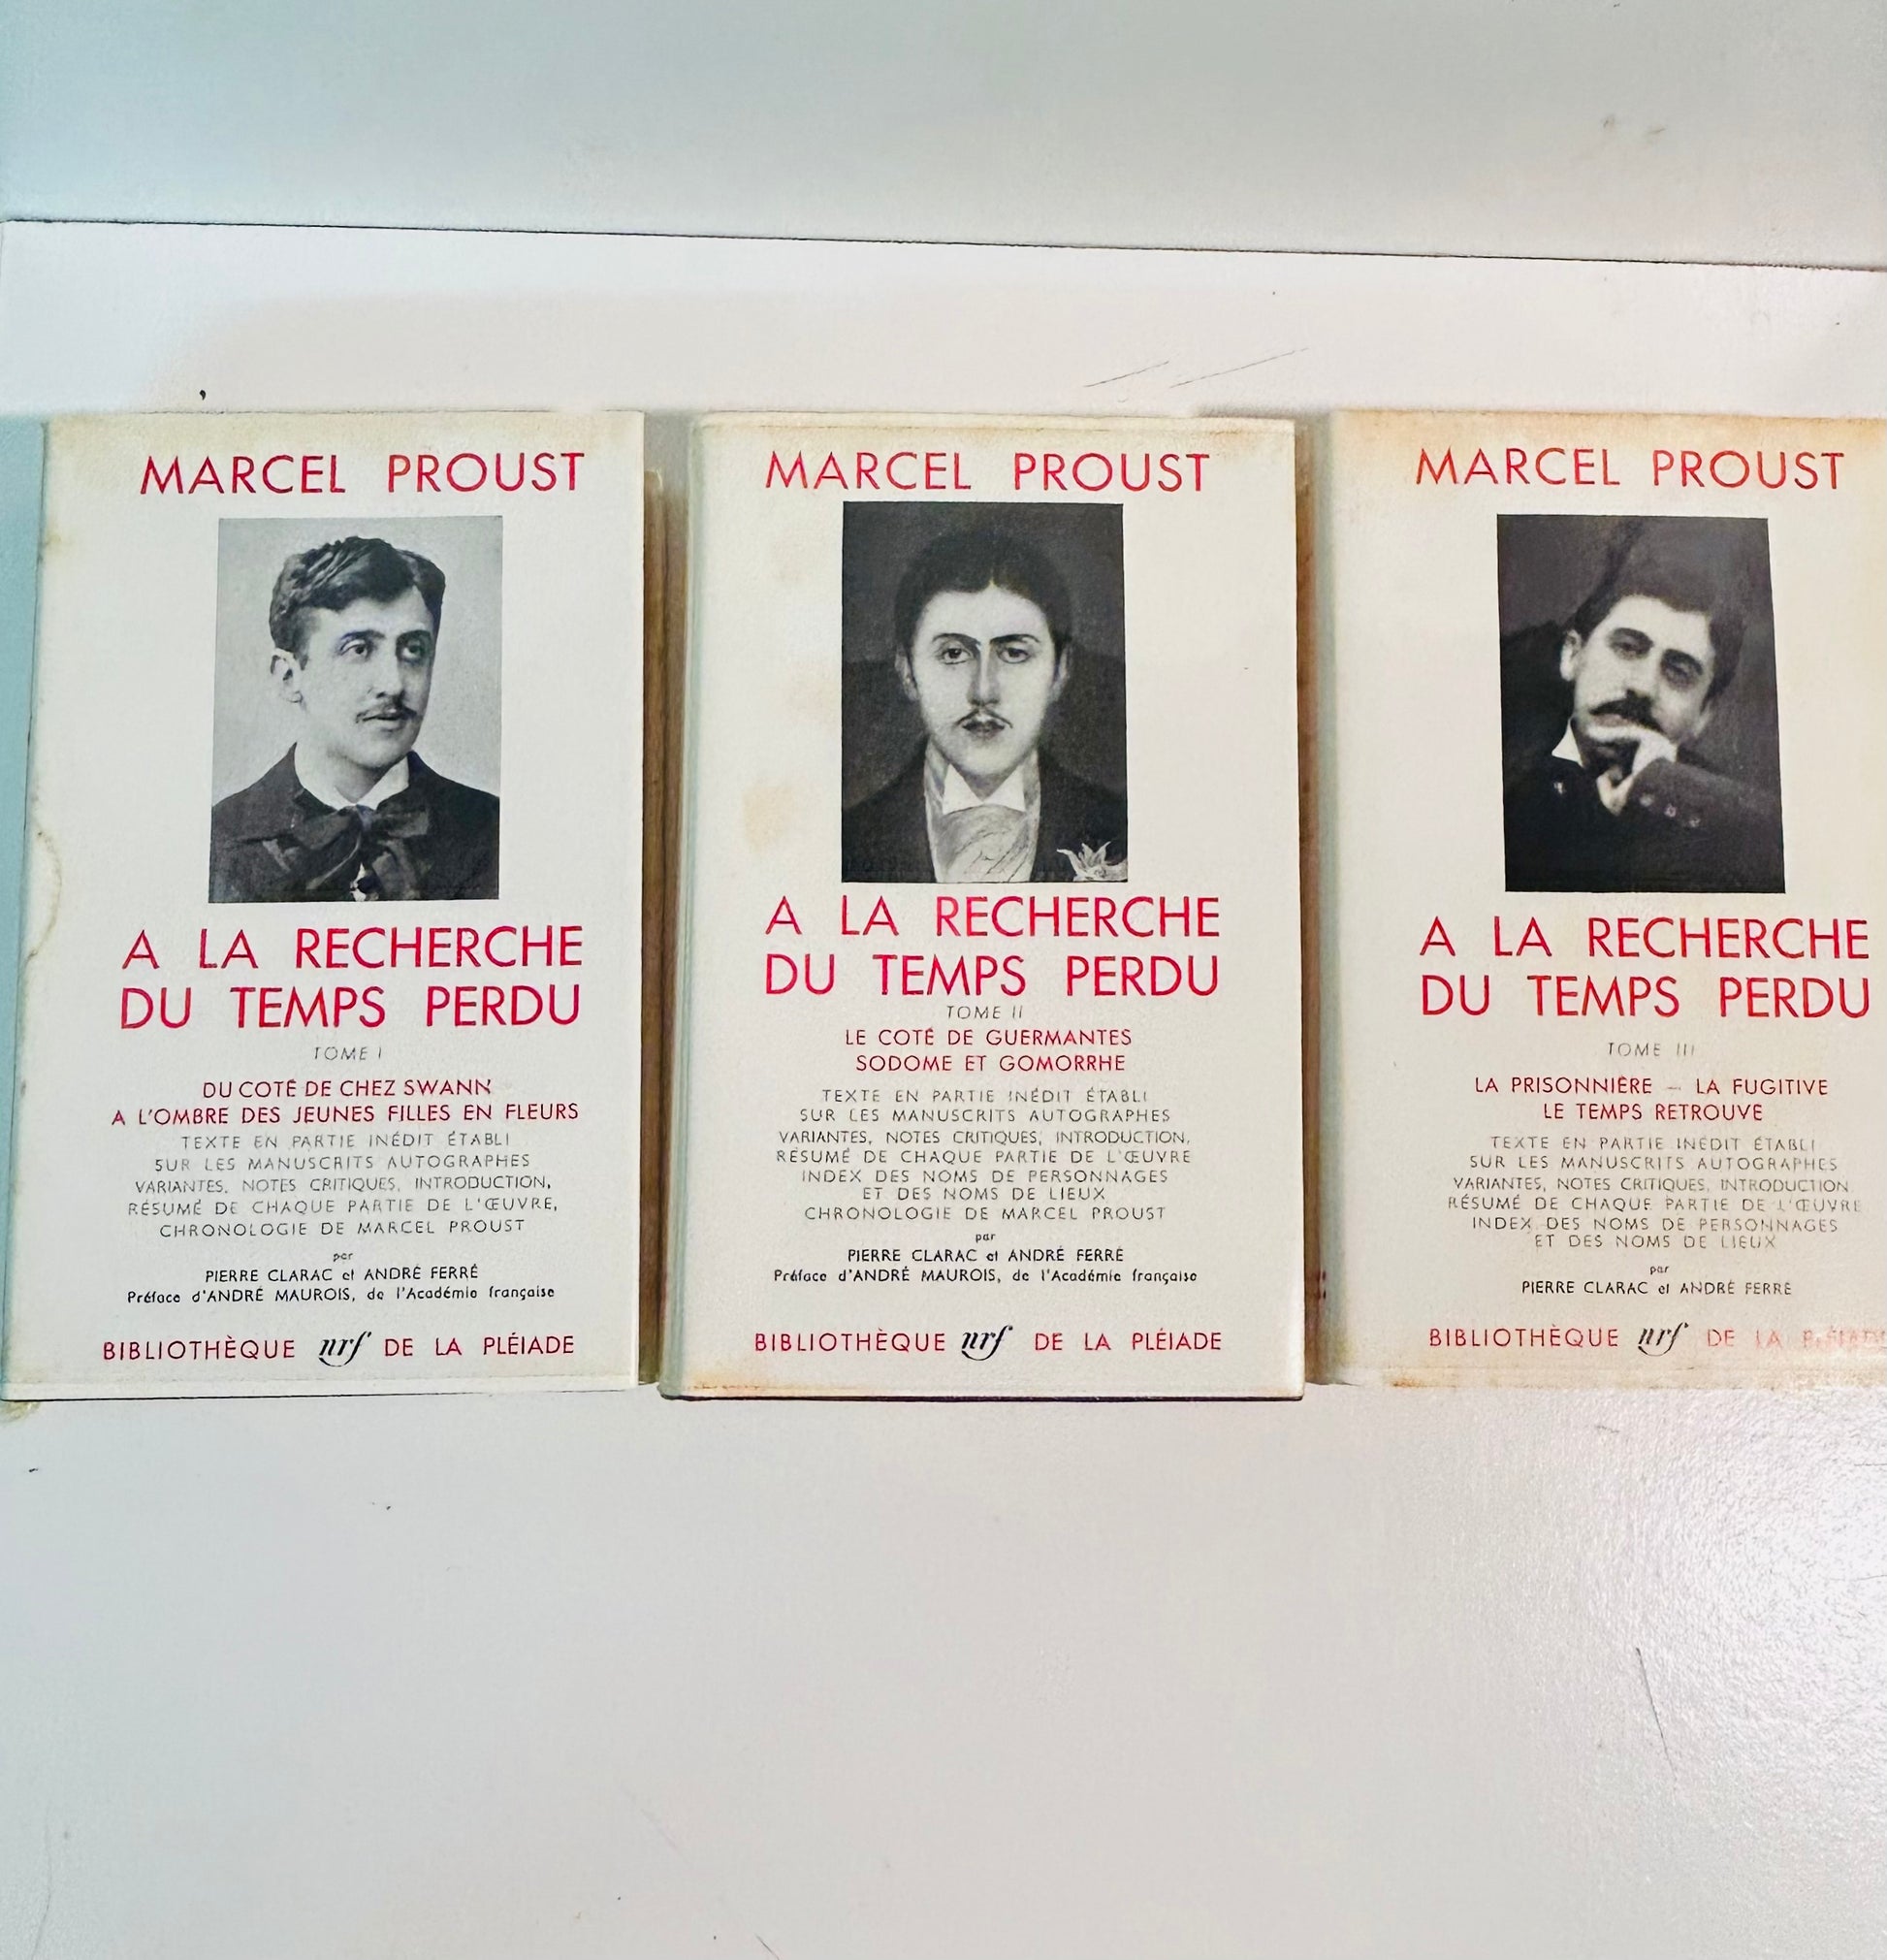 MARCEL PROUST
A LA RECHERCHE
DU TEMPS PERDU
TOME I
DU COTÉ DE CHEZ SWANN
A L'OMBRE DES JEUNES FILLES EN FLEURS
TEXTE EN PARTIE INÉDIT ÉTABLI
SUR LES MANUSCRITS AUTOGRAPHES
VARIANTES, NOTES CRITIQUES, INTRODUCTION,
RÉSUMÉ DE CHAQUE PARTIE DE L'ŒUVRE,
CHRONOLOGIE DE MARCEL PROUST
par
PIERRE CLARAC et ANDRÉ FERRÉ
Préface d'ANDRÉ MAUROIS, de l'Académie française
BIBLIOTHÈQUE nrf DE LA PLÉIADE
MARCEL PROUST
A LA RECHERCHE
DU TEMPS PERDU
TOME II
LE COTÉ DE GUERMANTES
SODOME ET GOMORRHE
TEXTE EN PARTIE INÉDIT ÉTABLI
SUR LES MANUSCRITS AUTOGRAPHES
VARIANTES, NOTES CRITIQUES, INTRODUCTION,
RÉSUMÉ DE CHAQUE PARTIE DE L'ŒUVRE
INDEX DES NOMS DE PERSONNAGES
ET DES NOMS DE LIEUX
CHRONOLOGIE DE MARCEL PROUST
par
PIERRE CLARAC et ANDRÉ FERRÉ
Préface d'ANDRÉ MAUROIS, de l'Académie française
BIBLIOTHÈQUE nrf DE LA PLÉIADE
MARCEL PROUST
A LA RECHERCHE
DU TEMPS PERDU
TOME III
LA PRISONNIÈRE – LA FUGITIVE
LE TEMPS RETROUVÉ
TEXTE EN PARTIE INÉDIT ÉTABLI
SUR LES MANUSCRITS AUTOGRAPHES
VARIANTES, NOTES CRITIQUES, INTRODUCTION
RÉSUMÉ DE CHAQUE PARTIE DE L'ŒUVRE
INDEX DES NOMS DE PERSONNAGES
ET DES NOMS DE LIEUX
par
PIERRE CLARAC et ANDRÉ FERRÉ
BIBLIOTHÈQUE nrf DE LA PLÉIADE